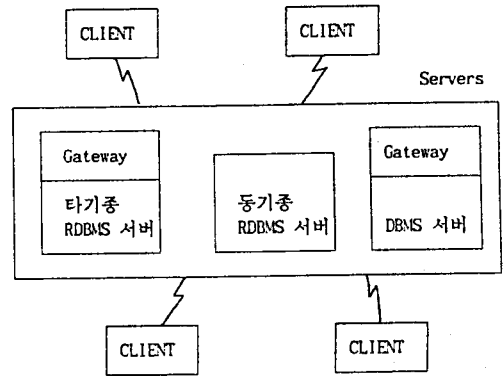 CLIENT
CLIENT
Servers
Gateway
타기종
RDBMS 서버
동기종
RDBMS 서버
Gateway
DBMS 서버
CLIENT
CLIENT